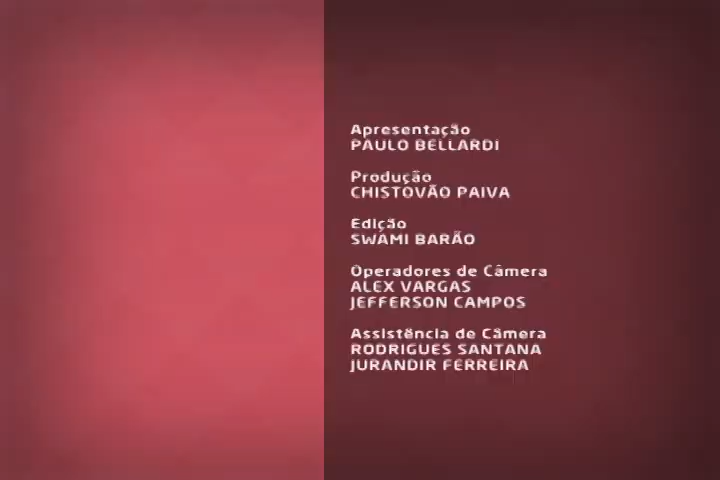 Apresentação
PAULO BELLARDI
Produção
CHISTOVÃO PAIVA
Edição
SWAMI BARÃO
Operadores de Câmera
ALEX VARGAS
JEFFERSON CAMPOS
Assistência de Câmera
RODRIGUES SANTANA
JURANDIR FERREIRA